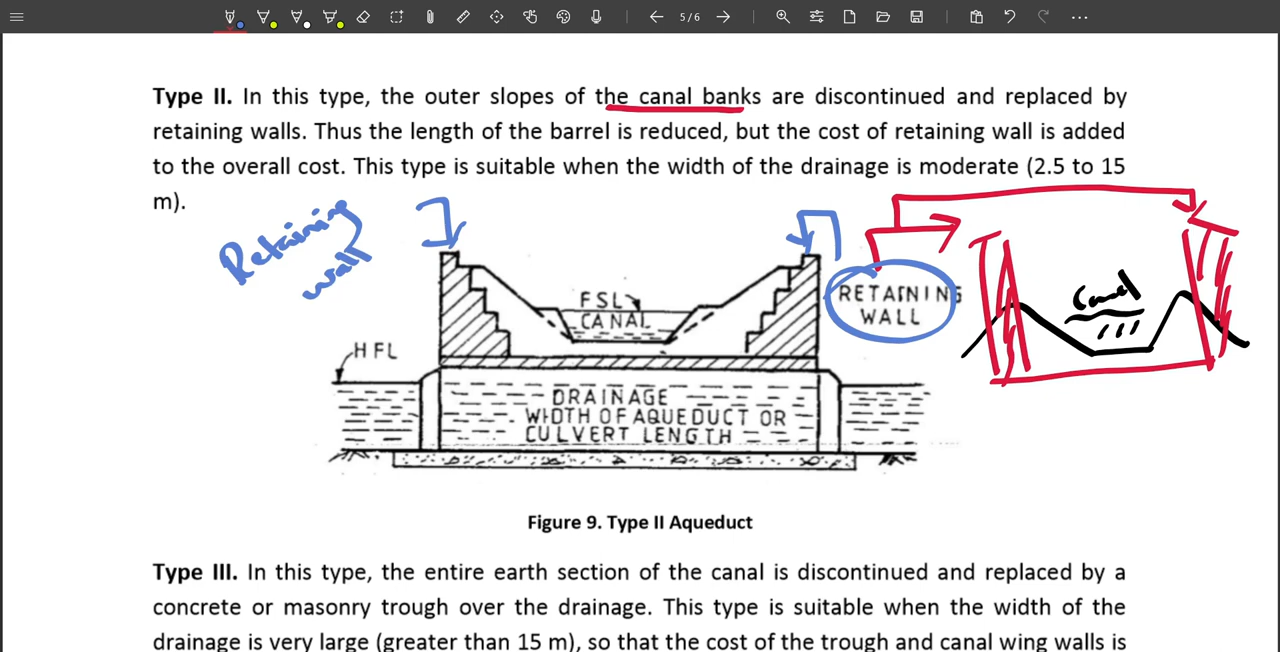 5/6
Type II. In this type, the outer slopes of the canal banks are discontinued and replaced by
retaining walls. Thus the length of the barrel is reduced, but the cost of retaining wall is added
to the overall cost. This type is suitable when the width of the drainage is moderate (2.5 to 15
m).
Retaining
wall
FSL
CANAL
RETAINING
WALL
Canal
HFL
DRAINAGE
WIDTH OF AQUEDUCT OR
CULVERT LENGTH
Figure 9. Type II Aqueduct
Type III. In this type, the entire earth section of the canal is discontinued and replaced by a
concrete or masonry trough over the drainage. This type is suitable when the width of the
drainage is very large (greater than 15 m), so that the cost of the trough and canal wing walls is